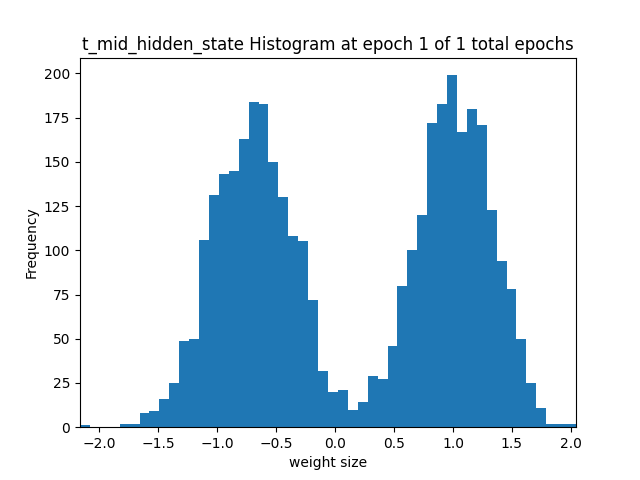 t_mid_hidden_state Histogram at epoch 1 of 1 total epochs
200
175
150
125
100
75
50
25
0
Frequency
−2.0 −1.5 −1.0 −0.5 0.0 0.5 1.0 1.5 2.0
weight size